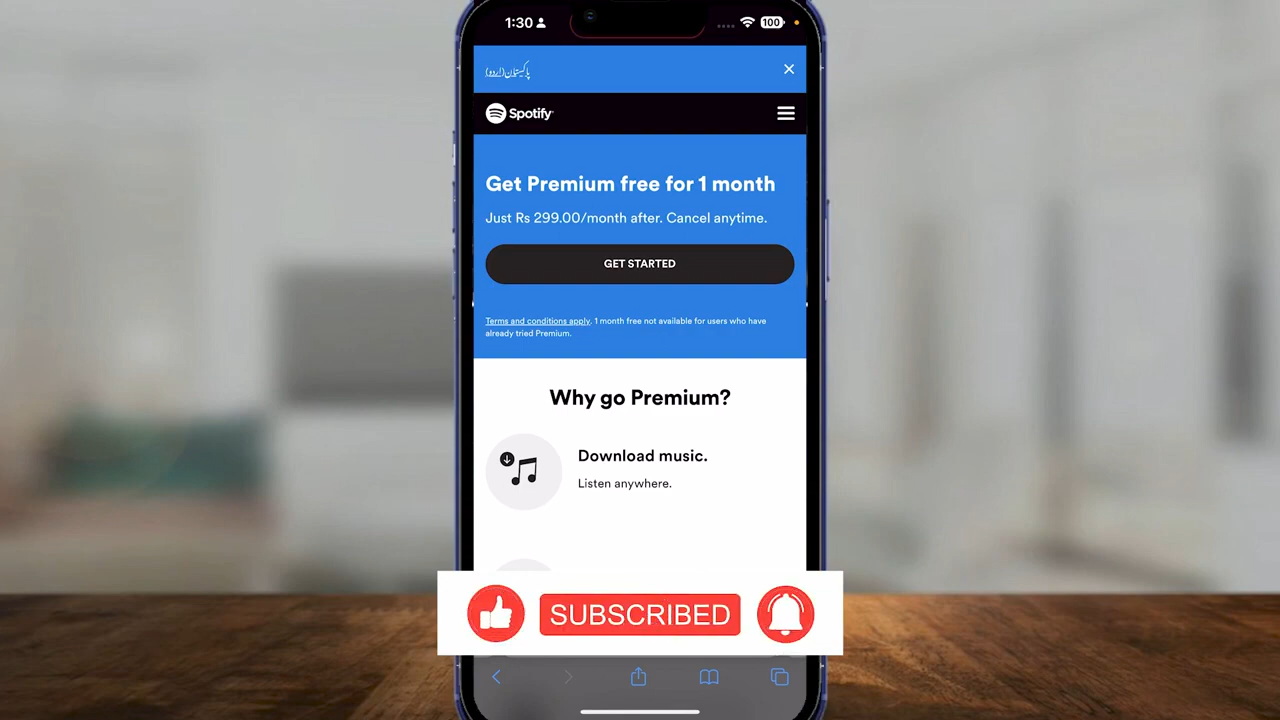 1:30
100
پاکستان (اردو)
Spotify
Get Premium free for 1 month
Just Rs 299.00/month after. Cancel anytime.
GET STARTED
Terms and conditions apply. 1 month free not available for users who have
already tried Premium.
Why go Premium?
Download music.
Listen anywhere.
SUBSCRIBED